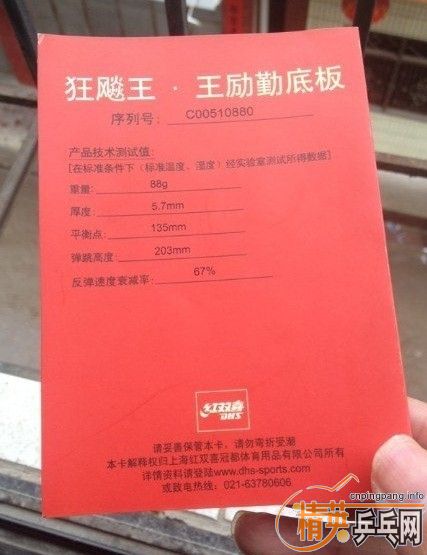 狂飚王·王励勤底板
序列号: C00510880
产品技术测试值:
[在标准条件下（标准温度、湿度）经实验室测试所得数据]
重量: 88g
厚度: 5.7mm
平衡点: 135mm
弹跳高度: 203mm
反弹速度衰减率: 67%
红双喜
DHS
请妥善保管本卡，请勿弯折受潮
本卡解释权归上海红双喜冠都体育用品有限公司所有
详情资料请登陆www.dhs-sports.com
或致电热线: 021-63780606
cnpingpang.info
精英乒乓网